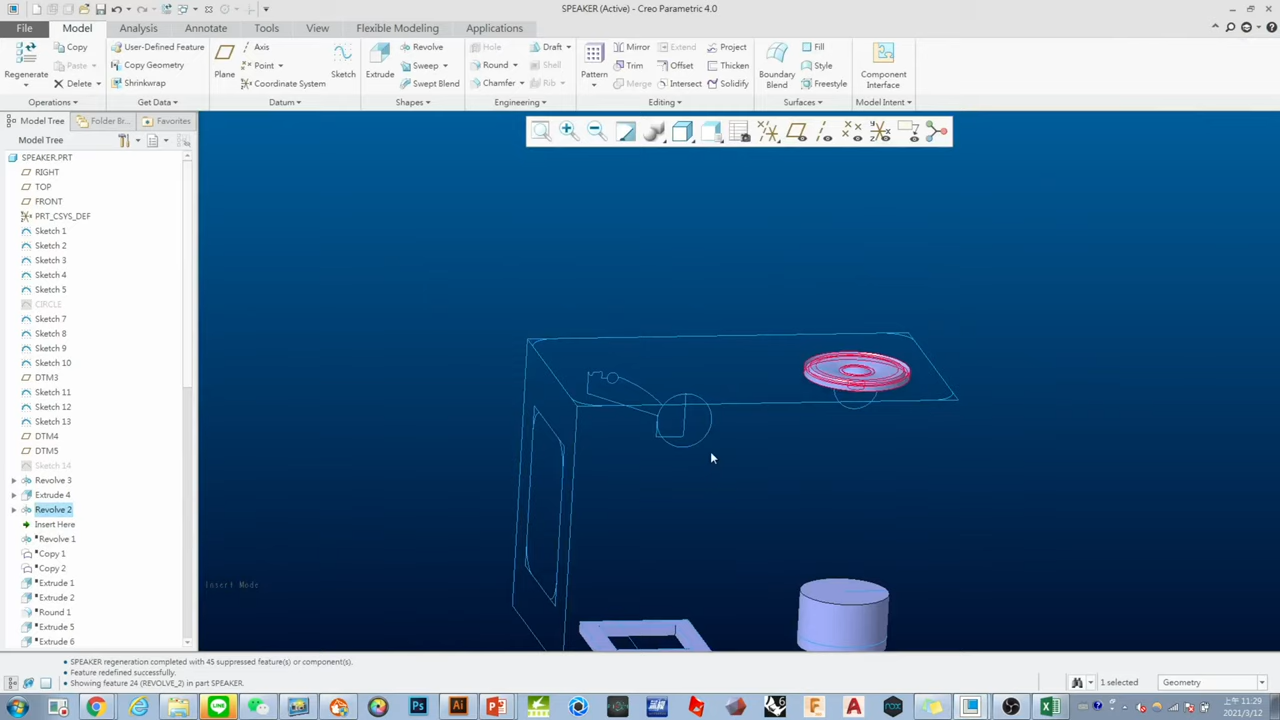 SPEAKER (Active) - Creo Parametric 4.0
File Model Analysis Annotate Tools View Flexible Modeling Applications
Copy User-Defined Feature Axis Revolve Hole Draft Mirror Extend Project Fill
Regenerate Paste Copy Geometry Plane Point Sketch Extrude Sweep Round Shell Pattern Trim Offset Thicken Boundary Blend Style Component Interface
Delete Shrinkwrap Coordinate System Swept Blend Chamfer Rib Merge Intersect Solidify Freestyle
Operations Get Data Datum Shapes Engineering Editing Surfaces Model Intent
Model Tree Folder Br... Favorites
Model Tree
SPEAKER.PRT
RIGHT
TOP
FRONT
PRT_CSYS_DEF
Sketch 1
Sketch 2
Sketch 3
Sketch 4
Sketch 5
CIRCLE
Sketch 7
Sketch 8
Sketch 9
Sketch 10
DTM3
Sketch 11
Sketch 12
Sketch 13
DTM4
DTM5
Sketch 14
Revolve 3
Extrude 4
Revolve 2
Insert Here
Revolve 1
Copy 1
Copy 2
Extrude 1
Extrude 2
Round 1
Extrude 5
Extrude 6
Insert Mode
SPEAKER regeneration completed with 45 suppressed feature(s) or component(s).
Feature redefined successfully.
Showing feature 24 (REVOLVE_2) in part SPEAKER.
1 selected Geometry
上午 11:29
2021/3/12